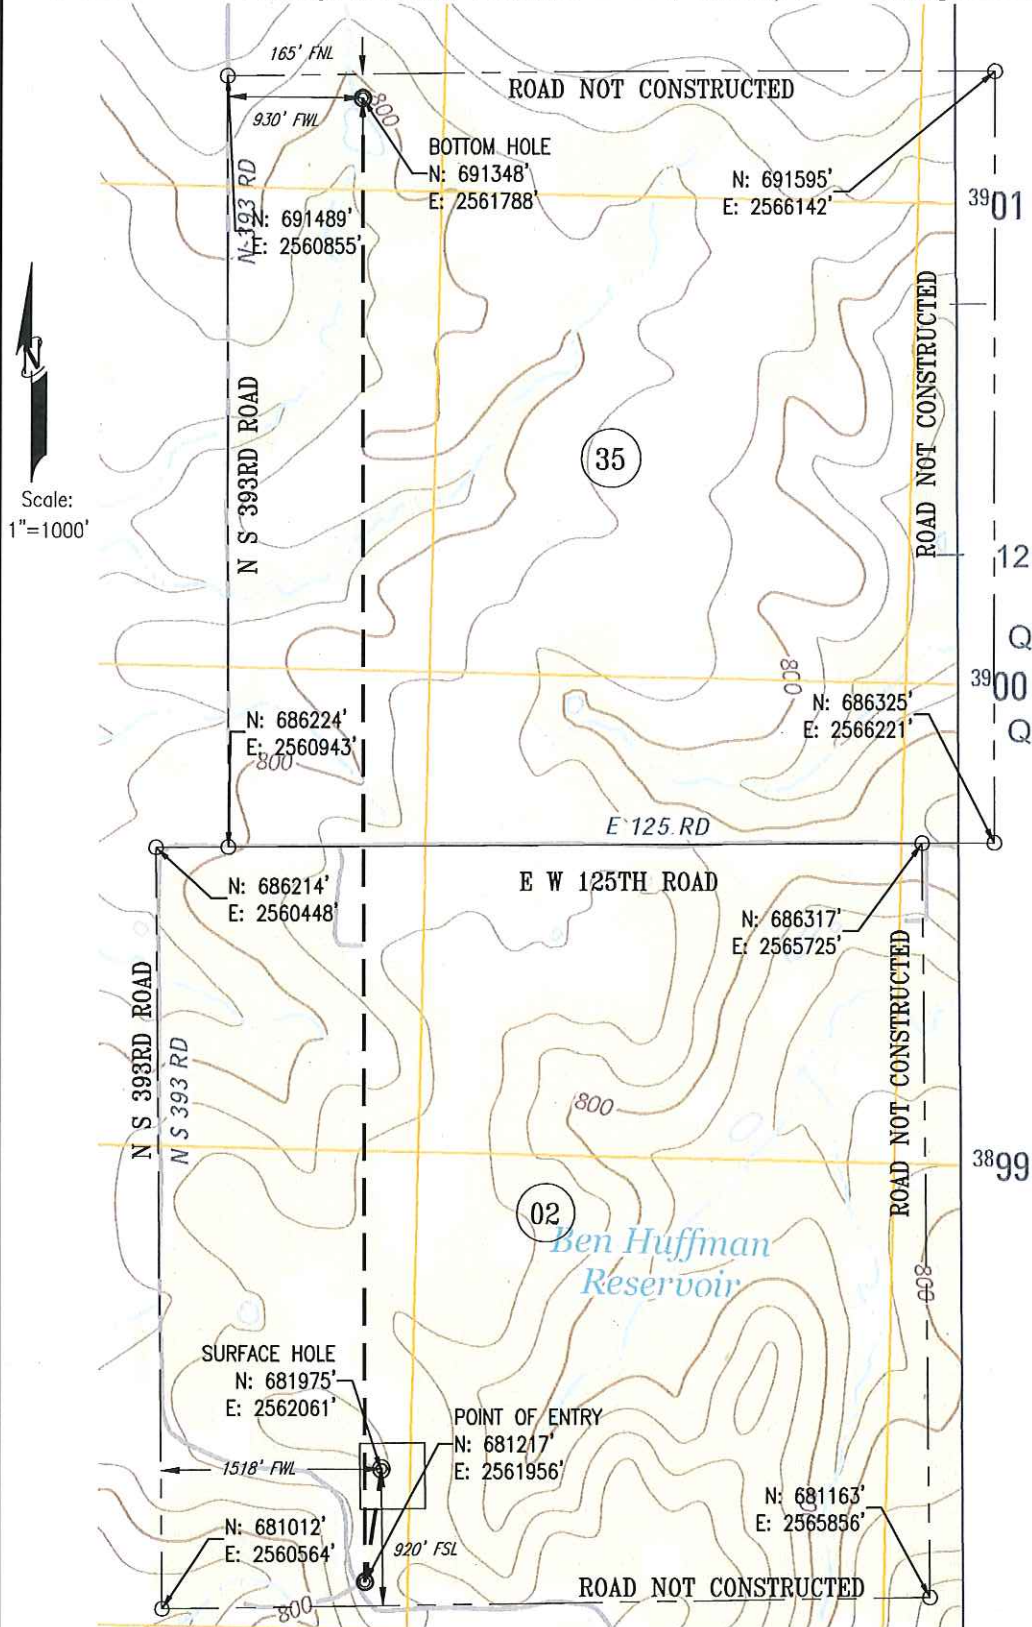 165' FNL
ROAD NOT CONSTRUCTED
930' FWL
800
BOTTOM HOLE
N: 691348'
E: 2561788'
N: 691595'
E: 2566142'
3901
N 393 RD
N: 691489'
E: 2560855'
N
Scale:
1"=1000'
N S 393RD ROAD
35
ROAD NOT CONSTRUCTED
12
Q
800
3900
N: 686325'
E: 2566221'
Q
N: 686224'
E: 2560943'
800
E 125 RD
E W 125TH ROAD
N: 686214'
E: 2560448'
N: 686317'
E: 2565725'
N S 393RD ROAD
N S 393 RD
ROAD NOT CONSTRUCTED
800
3899
02
Ben Huffman
Reservoir
800
SURFACE HOLE
N: 681975'
E: 2562061'
POINT OF ENTRY
N: 681217'
E: 2561956'
1518' FWL
N: 681163'
E: 2565856'
N: 681012'
E: 2560564'
920' FSL
ROAD NOT CONSTRUCTED
800